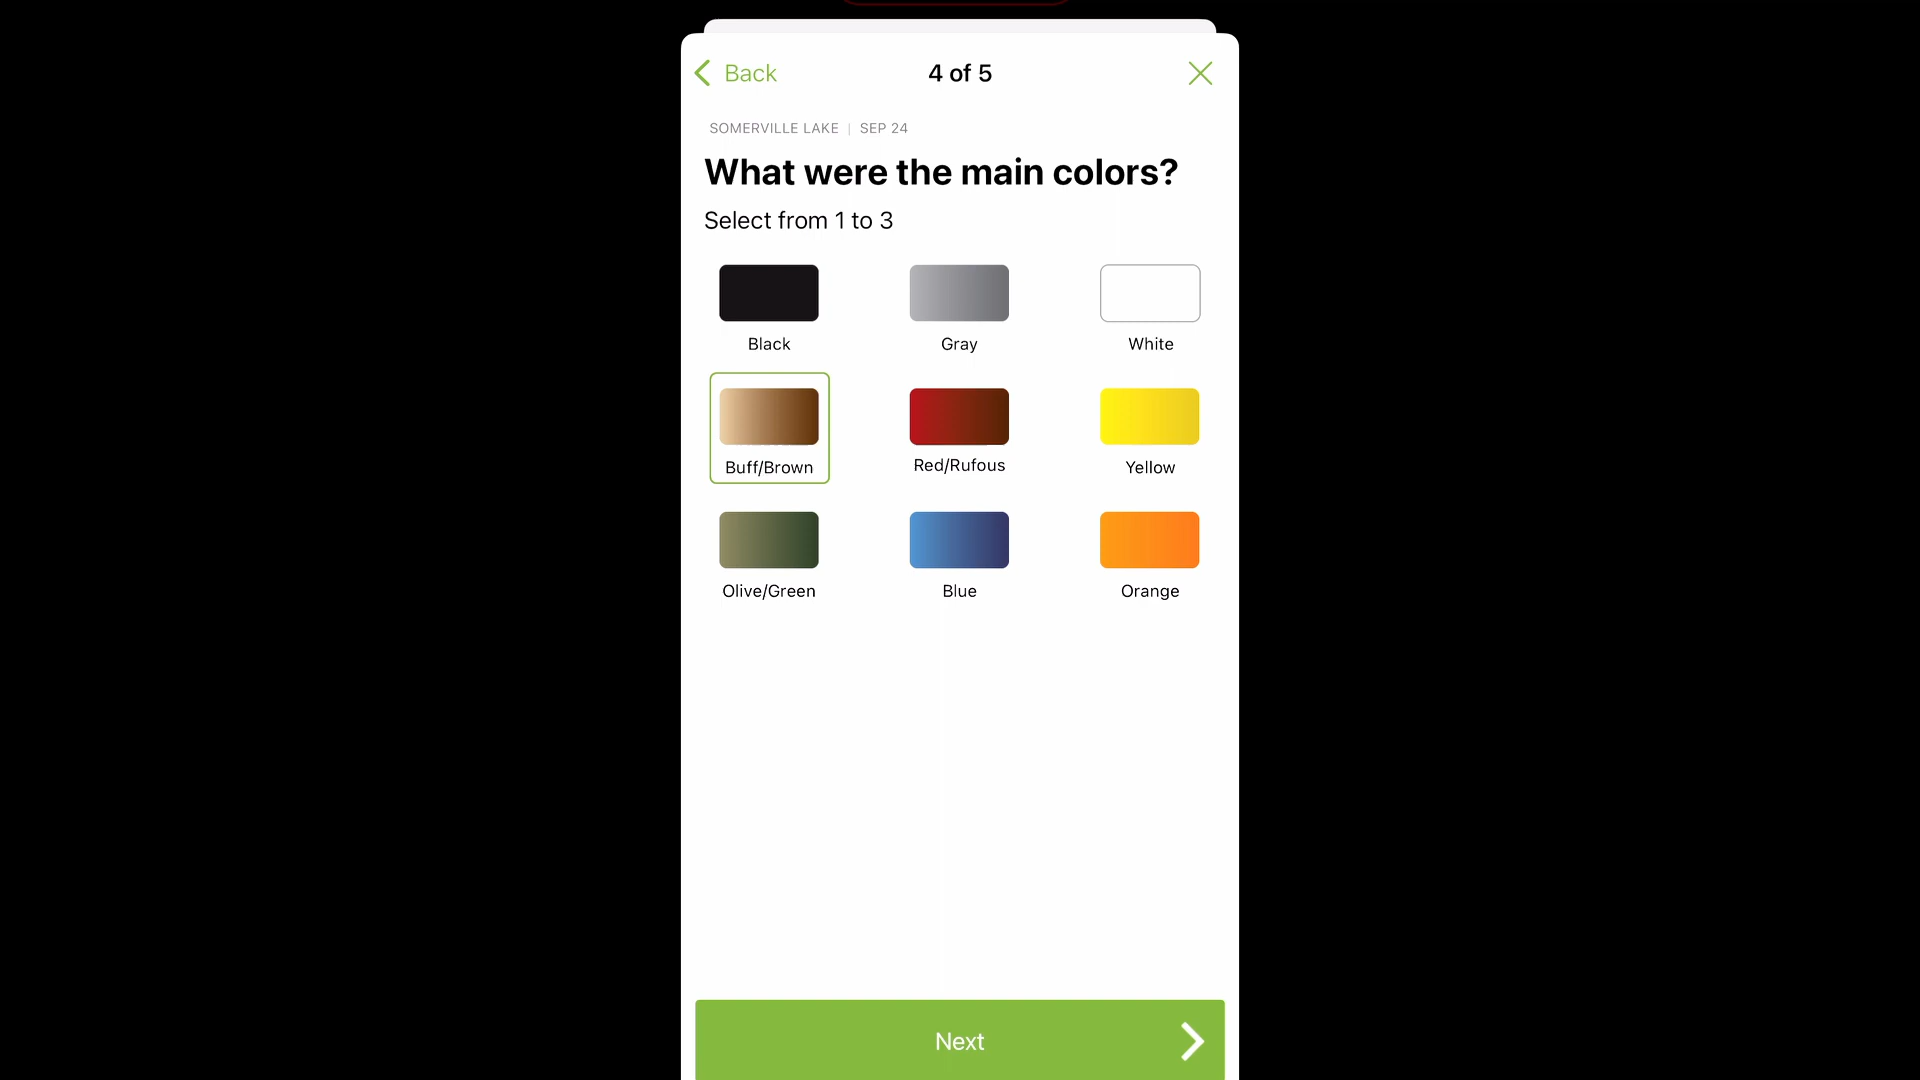 Back
4 of 5
SOMERVILLE LAKE | SEP 24
What were the main colors?
Select from 1 to 3
Black
Gray
White
Buff/Brown
Red/Rufous
Yellow
Olive/Green
Blue
Orange
Next